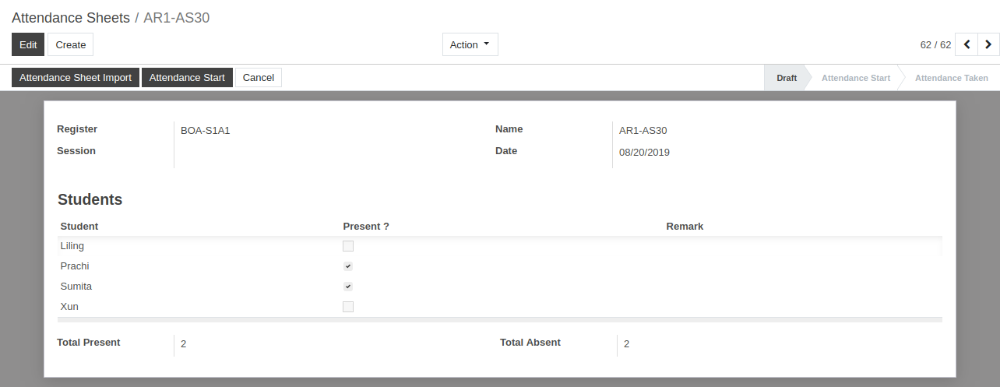 Attendance Sheets / AR1-AS30
Edit Create Action 62 / 62
Attendance Sheet Import Attendance Start Cancel Draft Attendance Start Attendance Taken
Register BOA-S1A1 Name AR1-AS30
Session Date 08/20/2019
Students
Student Present ? Remark
Liling
Prachi
Sumita
Xun
Total Present 2 Total Absent 2